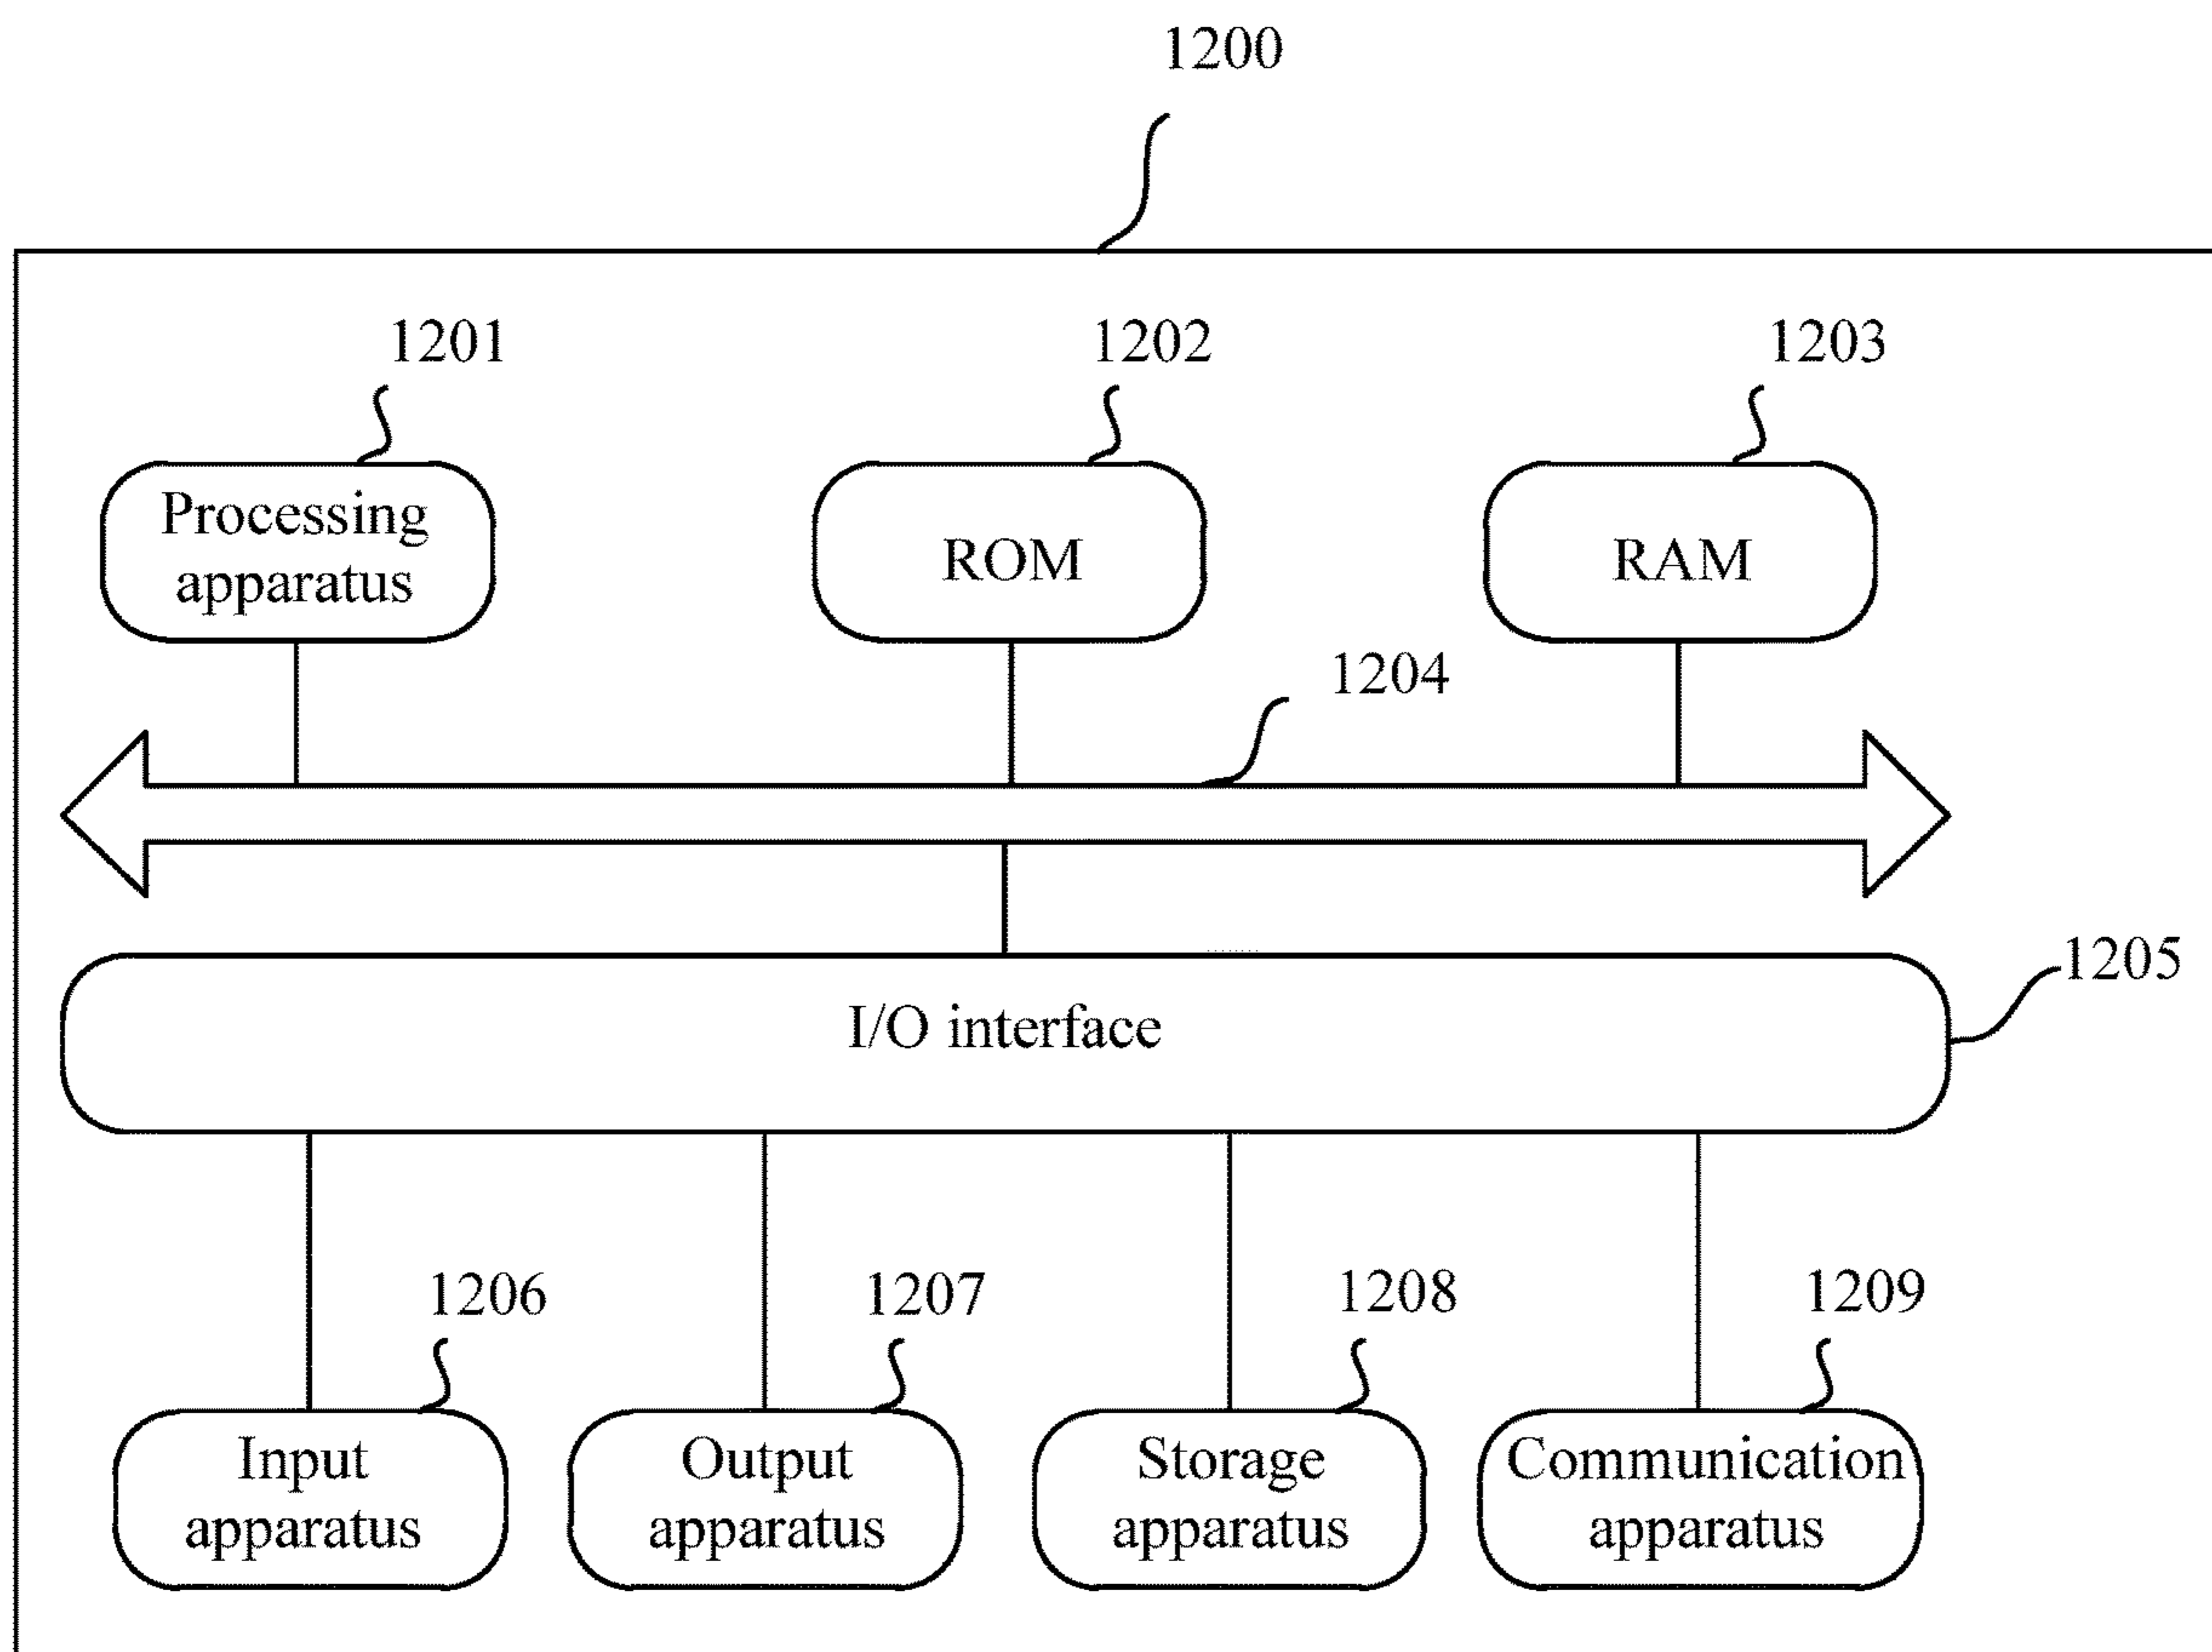 1200
1201
1202
1203
Processing
apparatus
ROM
RAM
1204
1205
I/O interface
1206
1207
1208
1209
Input
apparatus
Output
apparatus
Storage
apparatus
Communication
apparatus